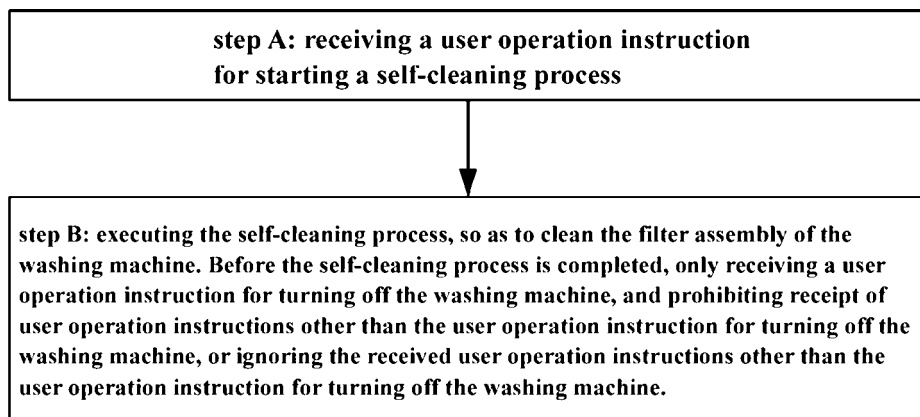 step A: receiving a user operation instruction
for starting a self-cleaning process
step B: executing the self-cleaning process, so as to clean the filter assembly of the
washing machine. Before the self-cleaning process is completed, only receiving a user
operation instruction for turning off the washing machine, and prohibiting receipt of
user operation instructions other than the user operation instruction for turning off the
washing machine, or ignoring the received user operation instructions other than the
user operation instruction for turning off the washing machine.